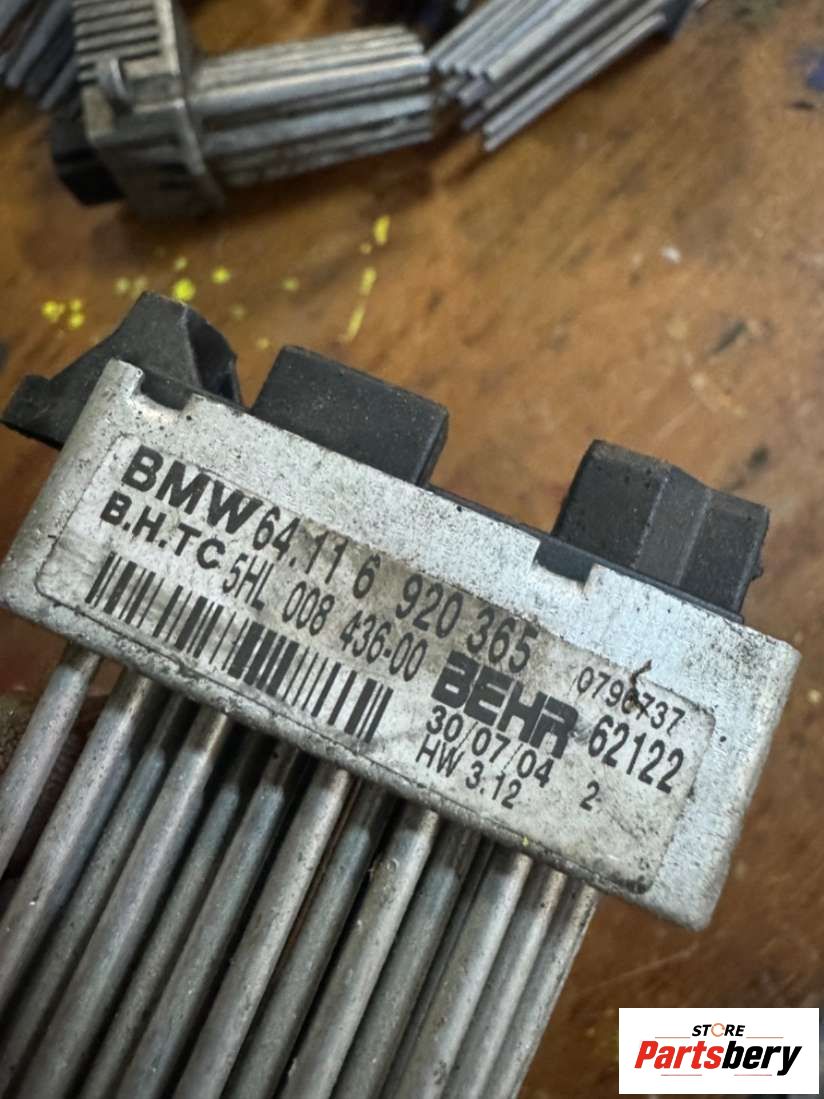 BMW 64.11 6 920 365
B.H.T C 5HL 008 436-00
BEHR
0796737
62122
30/07/04
HW 3.12
2
STORE
Partsbery